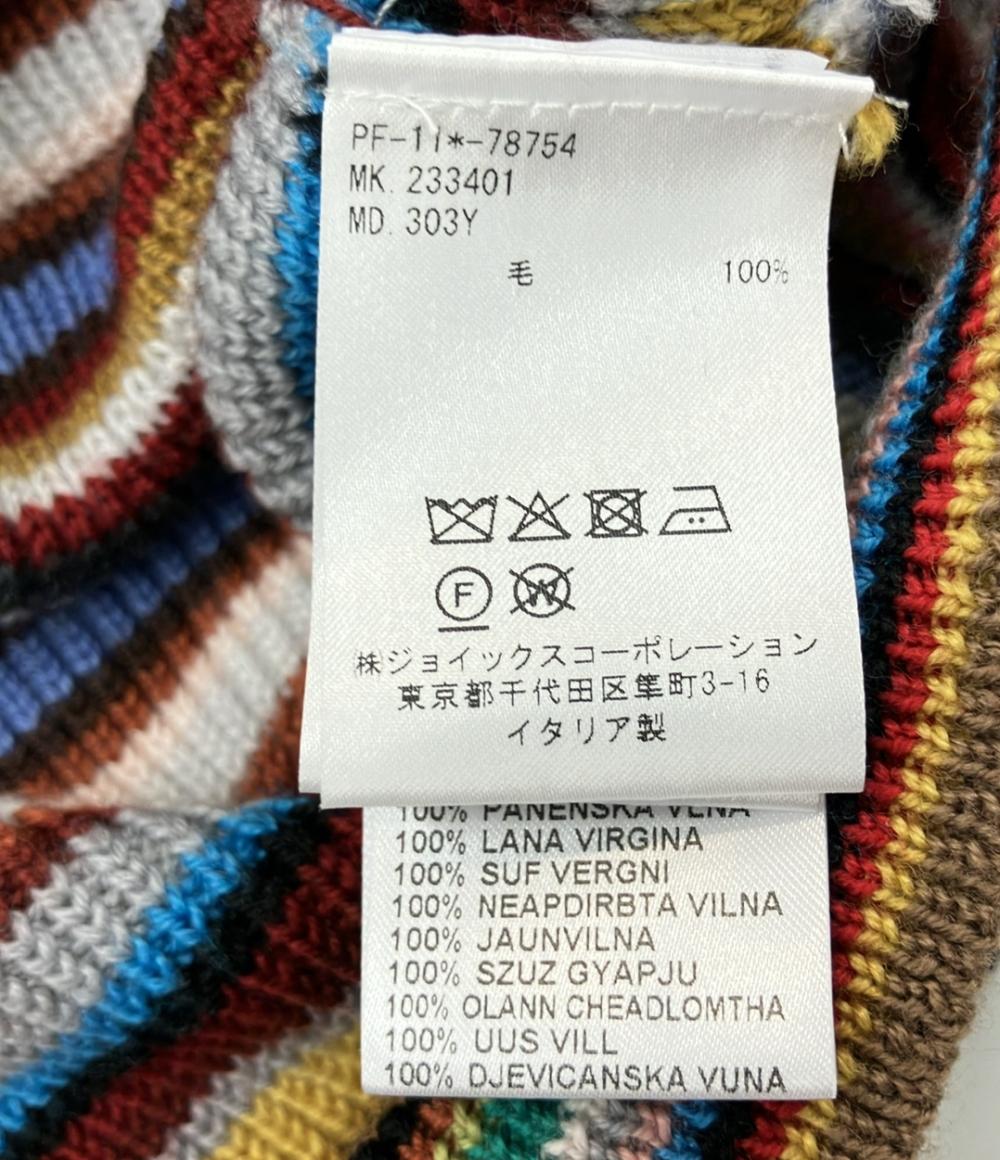 PF-11*-78754
MK. 233401
MD. 303Y
毛 100%
F
W
㈱ジョイックスコーポレーション
東京都千代田区隼町3-16
イタリア製
100% PANENSKA VLNA
100% LANA VIRGINA
100% SUF VERGNI
100% NEAPDIRBTA VILNA
100% JAUNVILNA
100% SZUZ GYAPJU
100% OLANN CHEADLOMTHA
100% UUS VILL
100% DJEVICANSKA VUNA